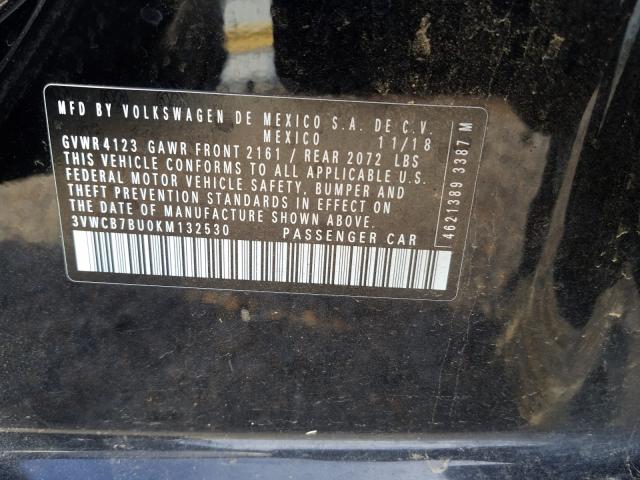 MFD BY VOLKSWAGEN DE MEXICO S.A. DE C.V.
MEXICO 11/18
GVWR 4123 GAWR FRONT 2161 / REAR 2072 LBS
THIS VEHICLE CONFORMS TO ALL APPLICABLE U.S.
FEDERAL MOTOR VEHICLE SAFETY, BUMPER AND
THEFT PREVENTION STANDARDS IN EFFECT ON
THE DATE OF MANUFACTURE SHOWN ABOVE.
3VWCB7BU0KM132530 PASSENGER CAR
4621389 3387 M